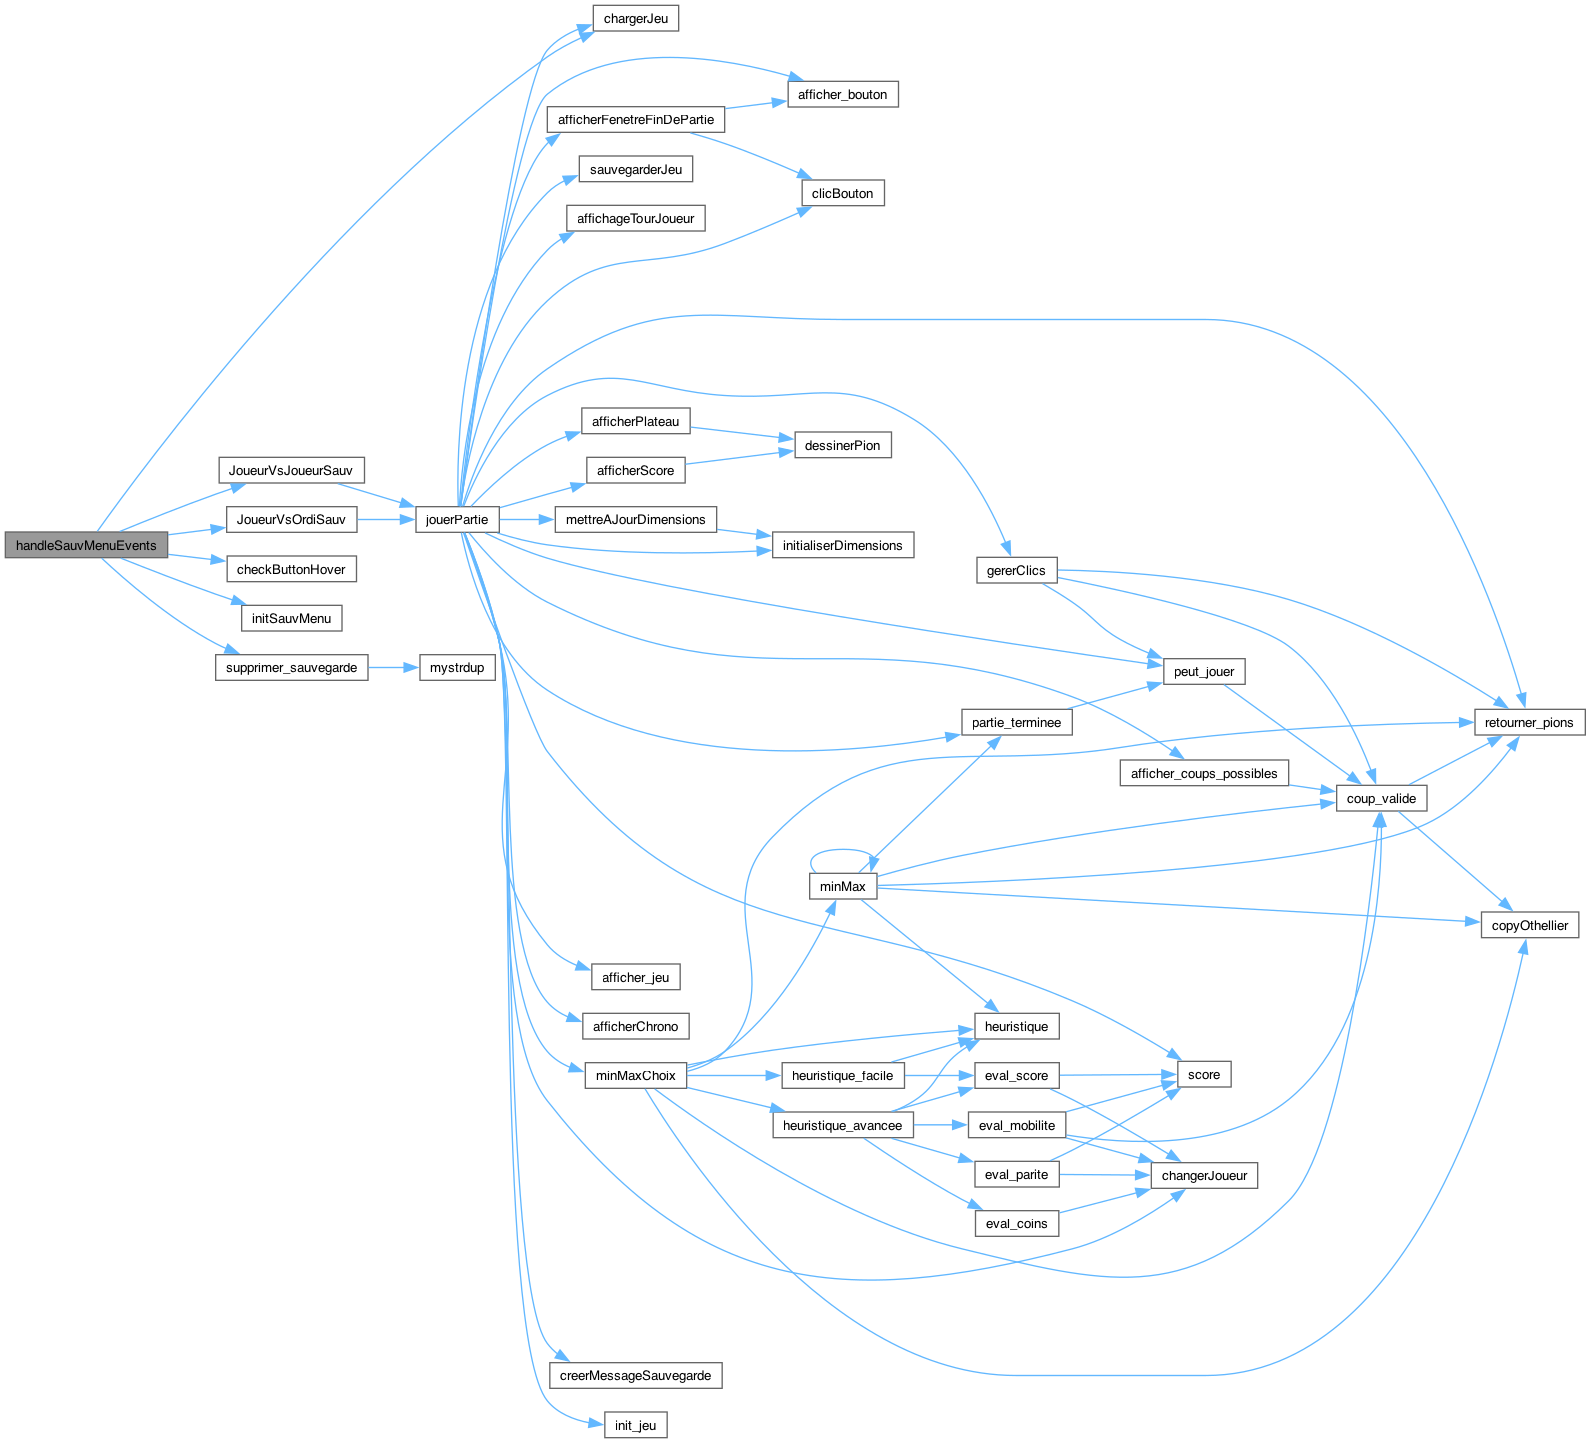 chargerJeu
afficher_bouton
afficherFenetreFinDePartie
sauvegarderJeu
clicBouton
affichageTourJoueur
afficherPlateau
dessinerPion
JoueurVsJoueurSauv
afficherScore
JoueurVsOrdiSauv
jouerPartie
mettreAJourDimensions
handleSauvMenuEvents
initialiserDimensions
checkButtonHover
gererClics
initSauvMenu
supprimer_sauvegarde
mystrdup
peut_jouer
partie_terminee
retourner_pions
afficher_coups_possibles
coup_valide
minMax
copyOthellier
afficher_jeu
afficherChrono
heuristique
minMaxChoix
heuristique_facile
eval_score
score
heuristique_avancee
eval_mobilite
eval_parite
changerJoueur
eval_coins
creerMessageSauvegarde
init_jeu